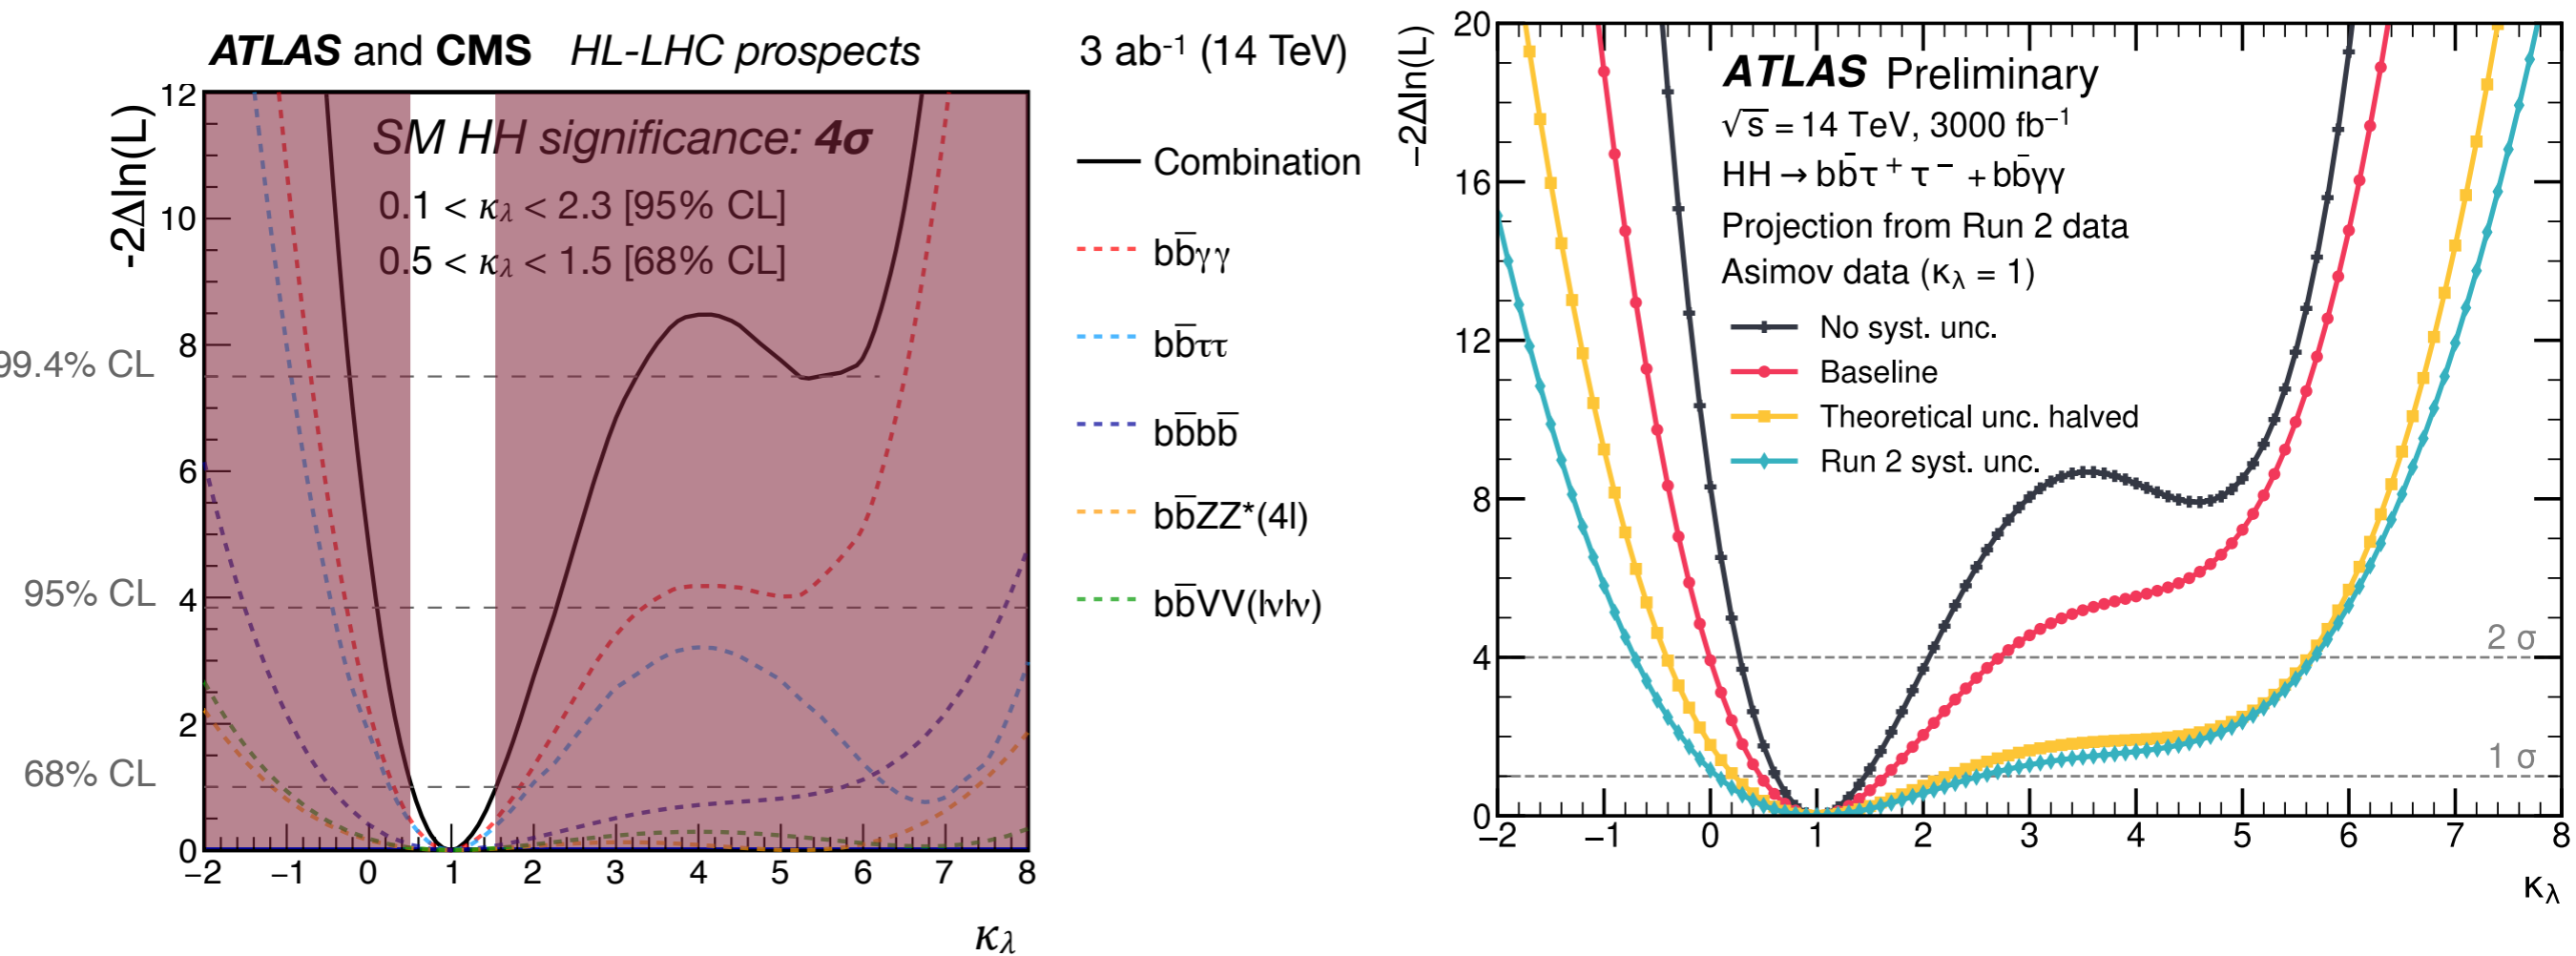 ATLAS and CMS HL-LHC prospects 3 ab-1 (14 TeV)
-2Δln(L)
12
10
8
6
4
2
0
99.4% CL
95% CL
68% CL
SM HH significance: 4σ
0.1 < κλ < 2.3 [95% CL]
0.5 < κλ < 1.5 [68% CL]
−2 −1 0 1 2 3 4 5 6 7 8
κλ
Combination
bb̅γγ
bb̅ττ
bb̅bb̅
bb̅ZZ*(4l)
bb̅VV(lνlν)
−2Δln(L)
20
16
12
8
4
0
ATLAS Preliminary
√s = 14 TeV, 3000 fb−1
HH → bb̅τ+τ− + bb̅γγ
Projection from Run 2 data
Asimov data (κλ = 1)
No syst. unc.
Baseline
Theoretical unc. halved
Run 2 syst. unc.
2 σ
1 σ
−2 −1 0 1 2 3 4 5 6 7 8
κλ